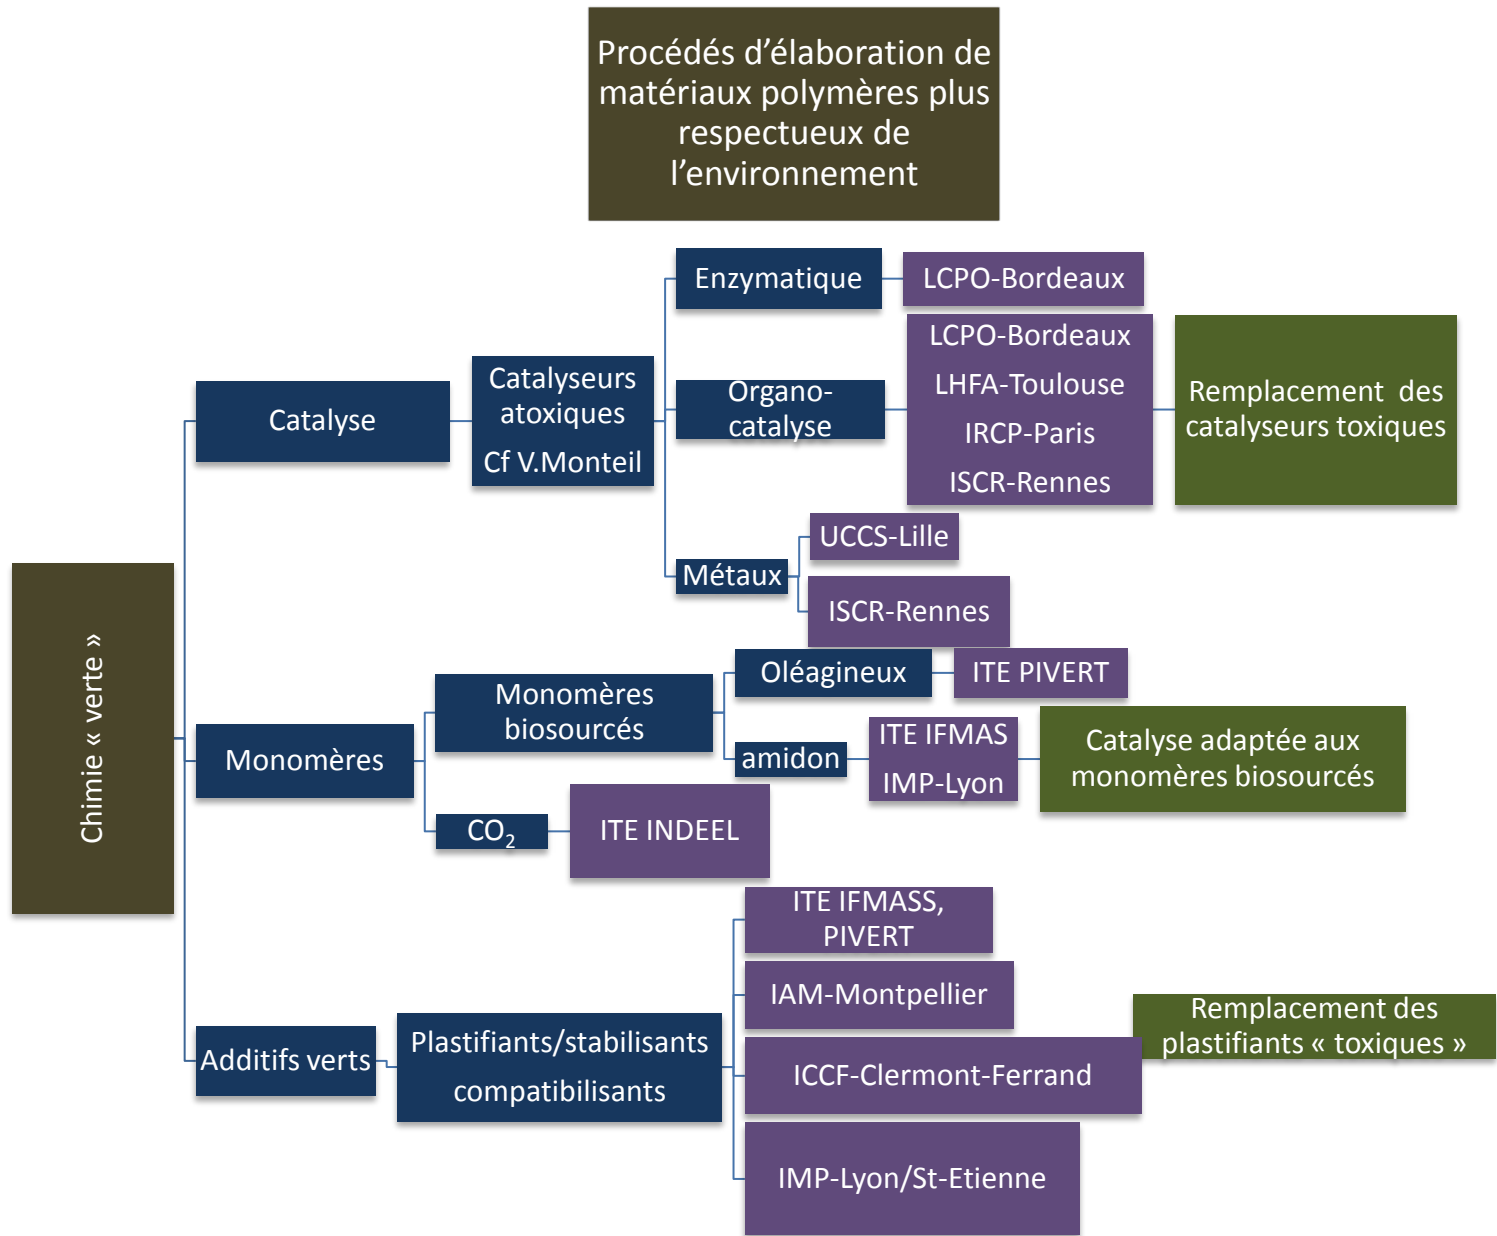 Procédés d’élaboration de
matériaux polymères plus
respectueux de
l’environnement
Chimie « verte »
Catalyse
Catalyseurs
atoxiques
Cf V.Monteil
Enzymatique
LCPO-Bordeaux
Organo-
catalyse
LCPO-Bordeaux
LHFA-Toulouse
IRCP-Paris
ISCR-Rennes
Remplacement des
catalyseurs toxiques
Métaux
UCCS-Lille
ISCR-Rennes
Monomères
Monomères
biosourcés
Oléagineux
ITE PIVERT
amidon
ITE IFMAS
IMP-Lyon
Catalyse adaptée aux
monomères biosourcés
CO₂
ITE INDEEL
Additifs verts
Plastifiants/stabilisants
compatibilisants
ITE IFMASS,
PIVERT
IAM-Montpellier
ICCF-Clermont-Ferrand
IMP-Lyon/St-Etienne
Remplacement des
plastifiants « toxiques »